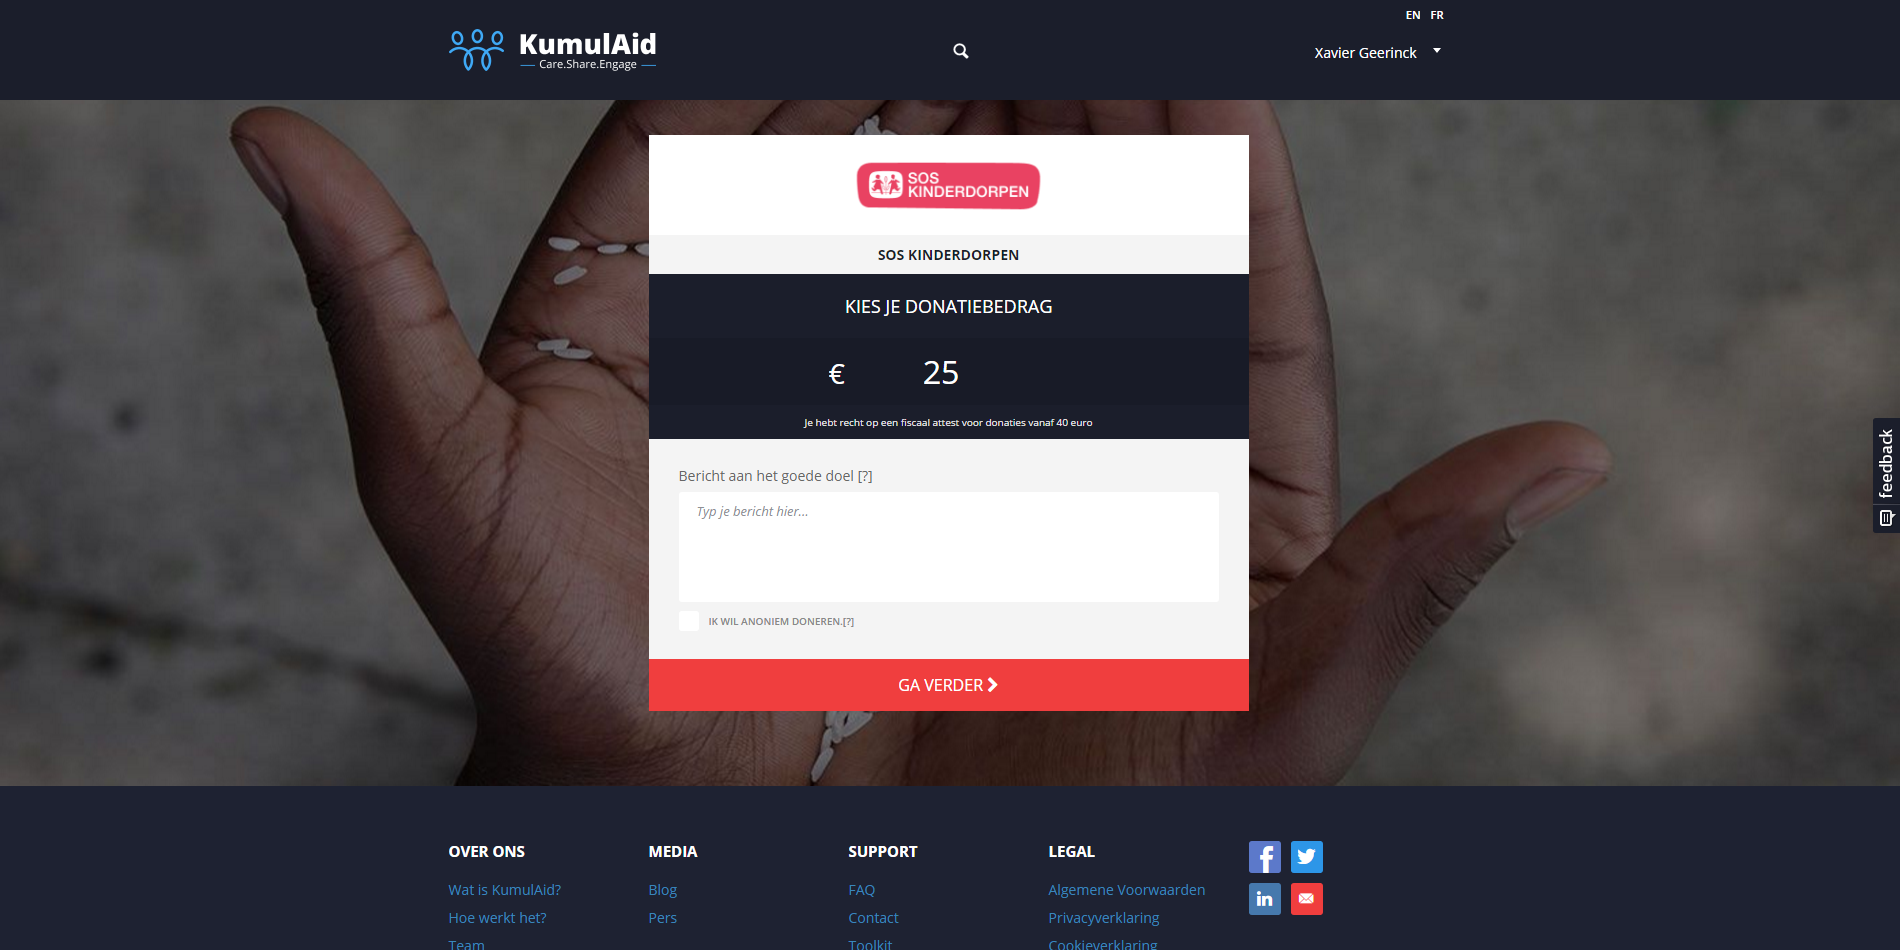 EN FR
KumulAid
Care.Share.Engage
Xavier Geerinck
SOS
KINDERDORPEN
SOS KINDERDORPEN
KIES JE DONATIEBEDRAG
€ 25
Je hebt recht op een fiscaal attest voor donaties vanaf 40 euro
Bericht aan het goede doel [?]
Typ je bericht hier...
IK WIL ANONIEM DONEREN.[?]
GA VERDER
feedback
OVER ONS
Wat is KumulAid?
Hoe werkt het?
Team
MEDIA
Blog
Pers
SUPPORT
FAQ
Contact
Toolkit
LEGAL
Algemene Voorwaarden
Privacyverklaring
Cookieverklaring
f
in